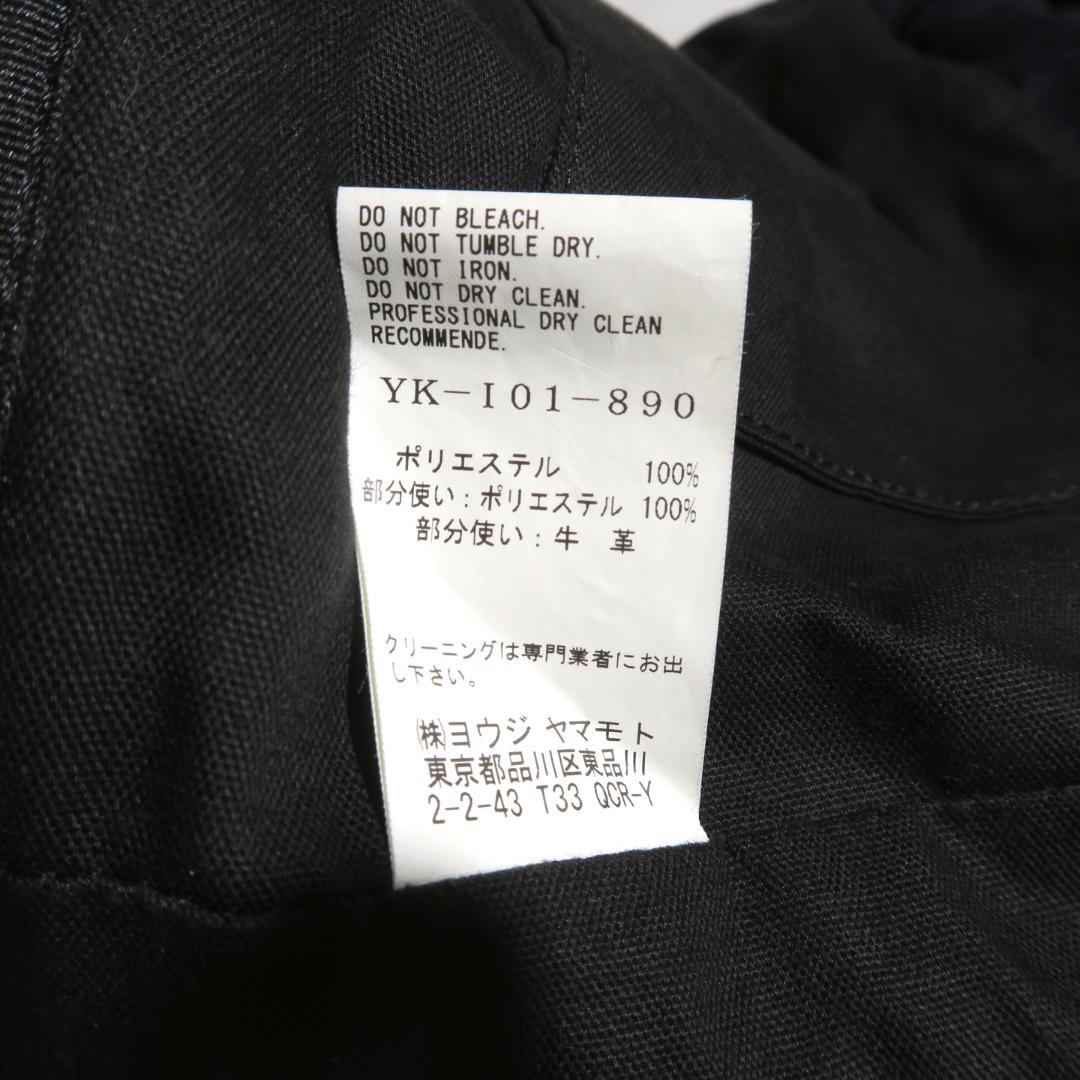 DO NOT BLEACH.
DO NOT TUMBLE DRY.
DO NOT IRON.
DO NOT DRY CLEAN.
PROFESSIONAL DRY CLEAN
RECOMMENDE.
YK-I01-890
ポリエステル 100%
部分使い:ポリエステル 100%
部分使い:牛 革
クリーニングは専門業者にお出
し下さい。
㈱ヨウジ ヤマモト
東京都品川区東品川
2-2-43 T33 QCR-Y